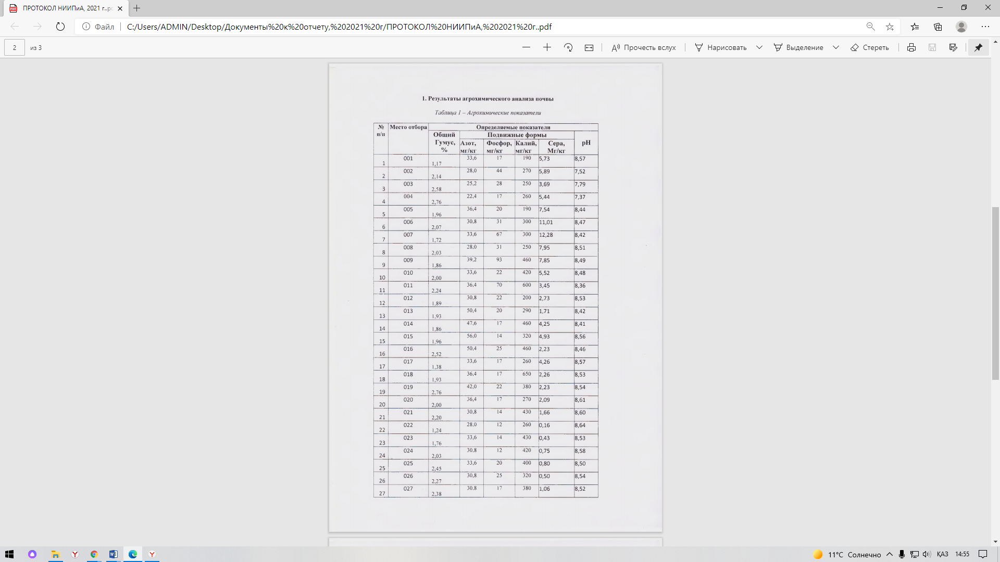 ПРОТОКОЛ НИИПиА, 2021 г..pdf
Файл
C:/Users/ADMIN/Desktop/Документы%20к%20отчету,%202021%20г/ПРОТОКОЛ%20НИИПиА,%202021%20г..pdf
2 из 3
Прочесть вслух Нарисовать Выделение Стереть
1. Результаты агрохимического анализа почвы
Таблица 1 – Агрохимические показатели
№ п/п Место отбора Определяемые показатели
Общий Гумус, % Подвижные формы pH
Азот, мг/кг Фосфор, мг/кг Калий, мг/кг Сера, Мг/кг
1 001 1,17 33,6 17 190 5,73 8,57
2 002 2,14 28,0 44 270 5,89 7,52
3 003 2,58 25,2 28 250 3,69 7,79
4 004 2,76 22,4 17 260 5,44 7,37
5 005 1,96 36,4 20 190 7,54 8,44
6 006 2,07 30,8 31 300 11,01 8,47
7 007 1,72 33,6 67 300 12,28 8,42
8 008 2,03 28,0 31 250 7,95 8,51
9 009 1,86 39,2 93 460 7,85 8,49
10 010 2,00 33,6 22 420 5,52 8,48
11 011 2,24 36,4 70 600 3,45 8,36
12 012 1,89 30,8 22 200 2,73 8,53
13 013 1,93 50,4 20 290 1,71 8,42
14 014 1,86 47,6 17 460 4,25 8,41
15 015 1,96 56,0 14 320 4,93 8,56
16 016 2,52 50,4 25 460 2,23 8,46
17 017 1,38 33,6 17 260 4,26 8,57
18 018 1,93 36,4 17 650 2,26 8,53
19 019 2,76 42,0 22 380 2,23 8,54
20 020 2,00 36,4 17 270 2,09 8,61
21 021 2,20 30,8 14 430 1,66 8,60
22 022 1,24 28,0 12 260 0,16 8,64
23 023 1,76 33,6 14 430 0,43 8,53
24 024 2,03 30,8 12 420 0,75 8,58
25 025 2,45 33,6 20 400 0,80 8,50
26 026 2,27 30,8 25 320 0,50 8,54
27 027 2,38 30,8 17 380 1,06 8,52
11°C Солнечно ҚАЗ 14:55